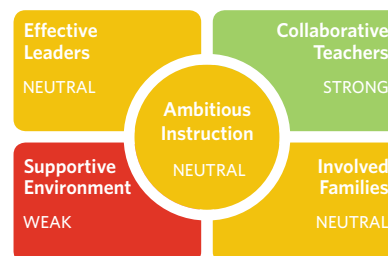 Effective
Leaders
NEUTRAL
Collaborative
Teachers
STRONG
Ambitious
Instruction
NEUTRAL
Supportive
Environment
WEAK
Involved
Families
NEUTRAL